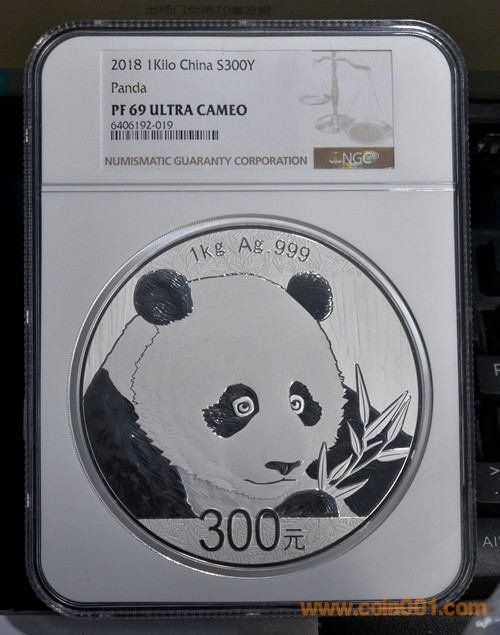 2018 1Kilo China S300Y
Panda
PF 69 ULTRA CAMEO
6406192-019
NUMISMATIC GUARANTY CORPORATION
NGC
1kg Ag.999
300元
www.coin001.com